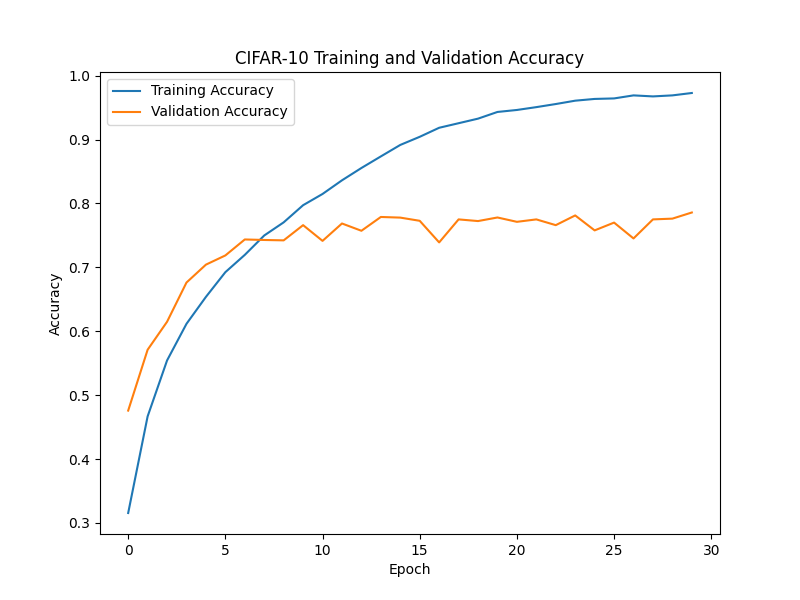 CIFAR-10 Training and Validation Accuracy
Training Accuracy
Validation Accuracy
1.0
0.9
0.8
0.7
0.6
0.5
0.4
0.3
Accuracy
0 5 10 15 20 25 30
Epoch